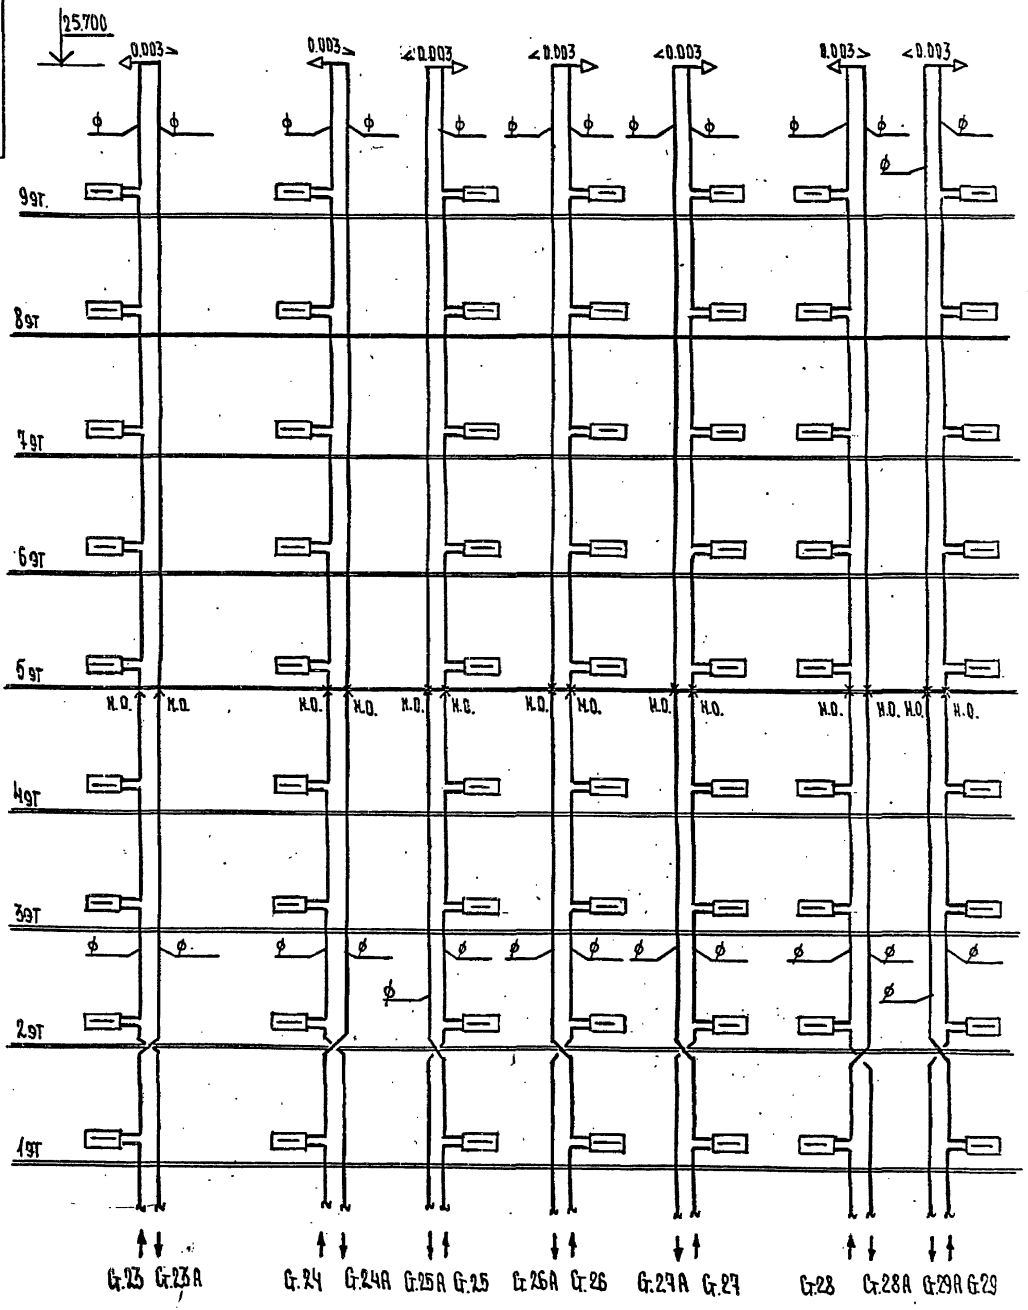 25.700
0.003> 0.003> <0.003 <0.003 <0.003 0.003> <0.003
ф ф ф ф ф ф ф ф ф ф ф ф
ф
9эт.
8эт
7эт
6эт
5эт
н.о. н.о. н.о. н.о. н.о. н.о. н.о. н.о. н.о. н.о. н.о. н.о. н.о. н.о.
4эт
3эт
ф ф ф ф ф ф ф ф ф ф ф ф
ф ф
2эт
1эт
Ст.23 Ст.23А Ст.24 Ст.24А Ст.25А Ст.25 Ст.26А Ст.26 Ст.27А Ст.27 Ст.28 Ст.28А Ст.29А Ст.29